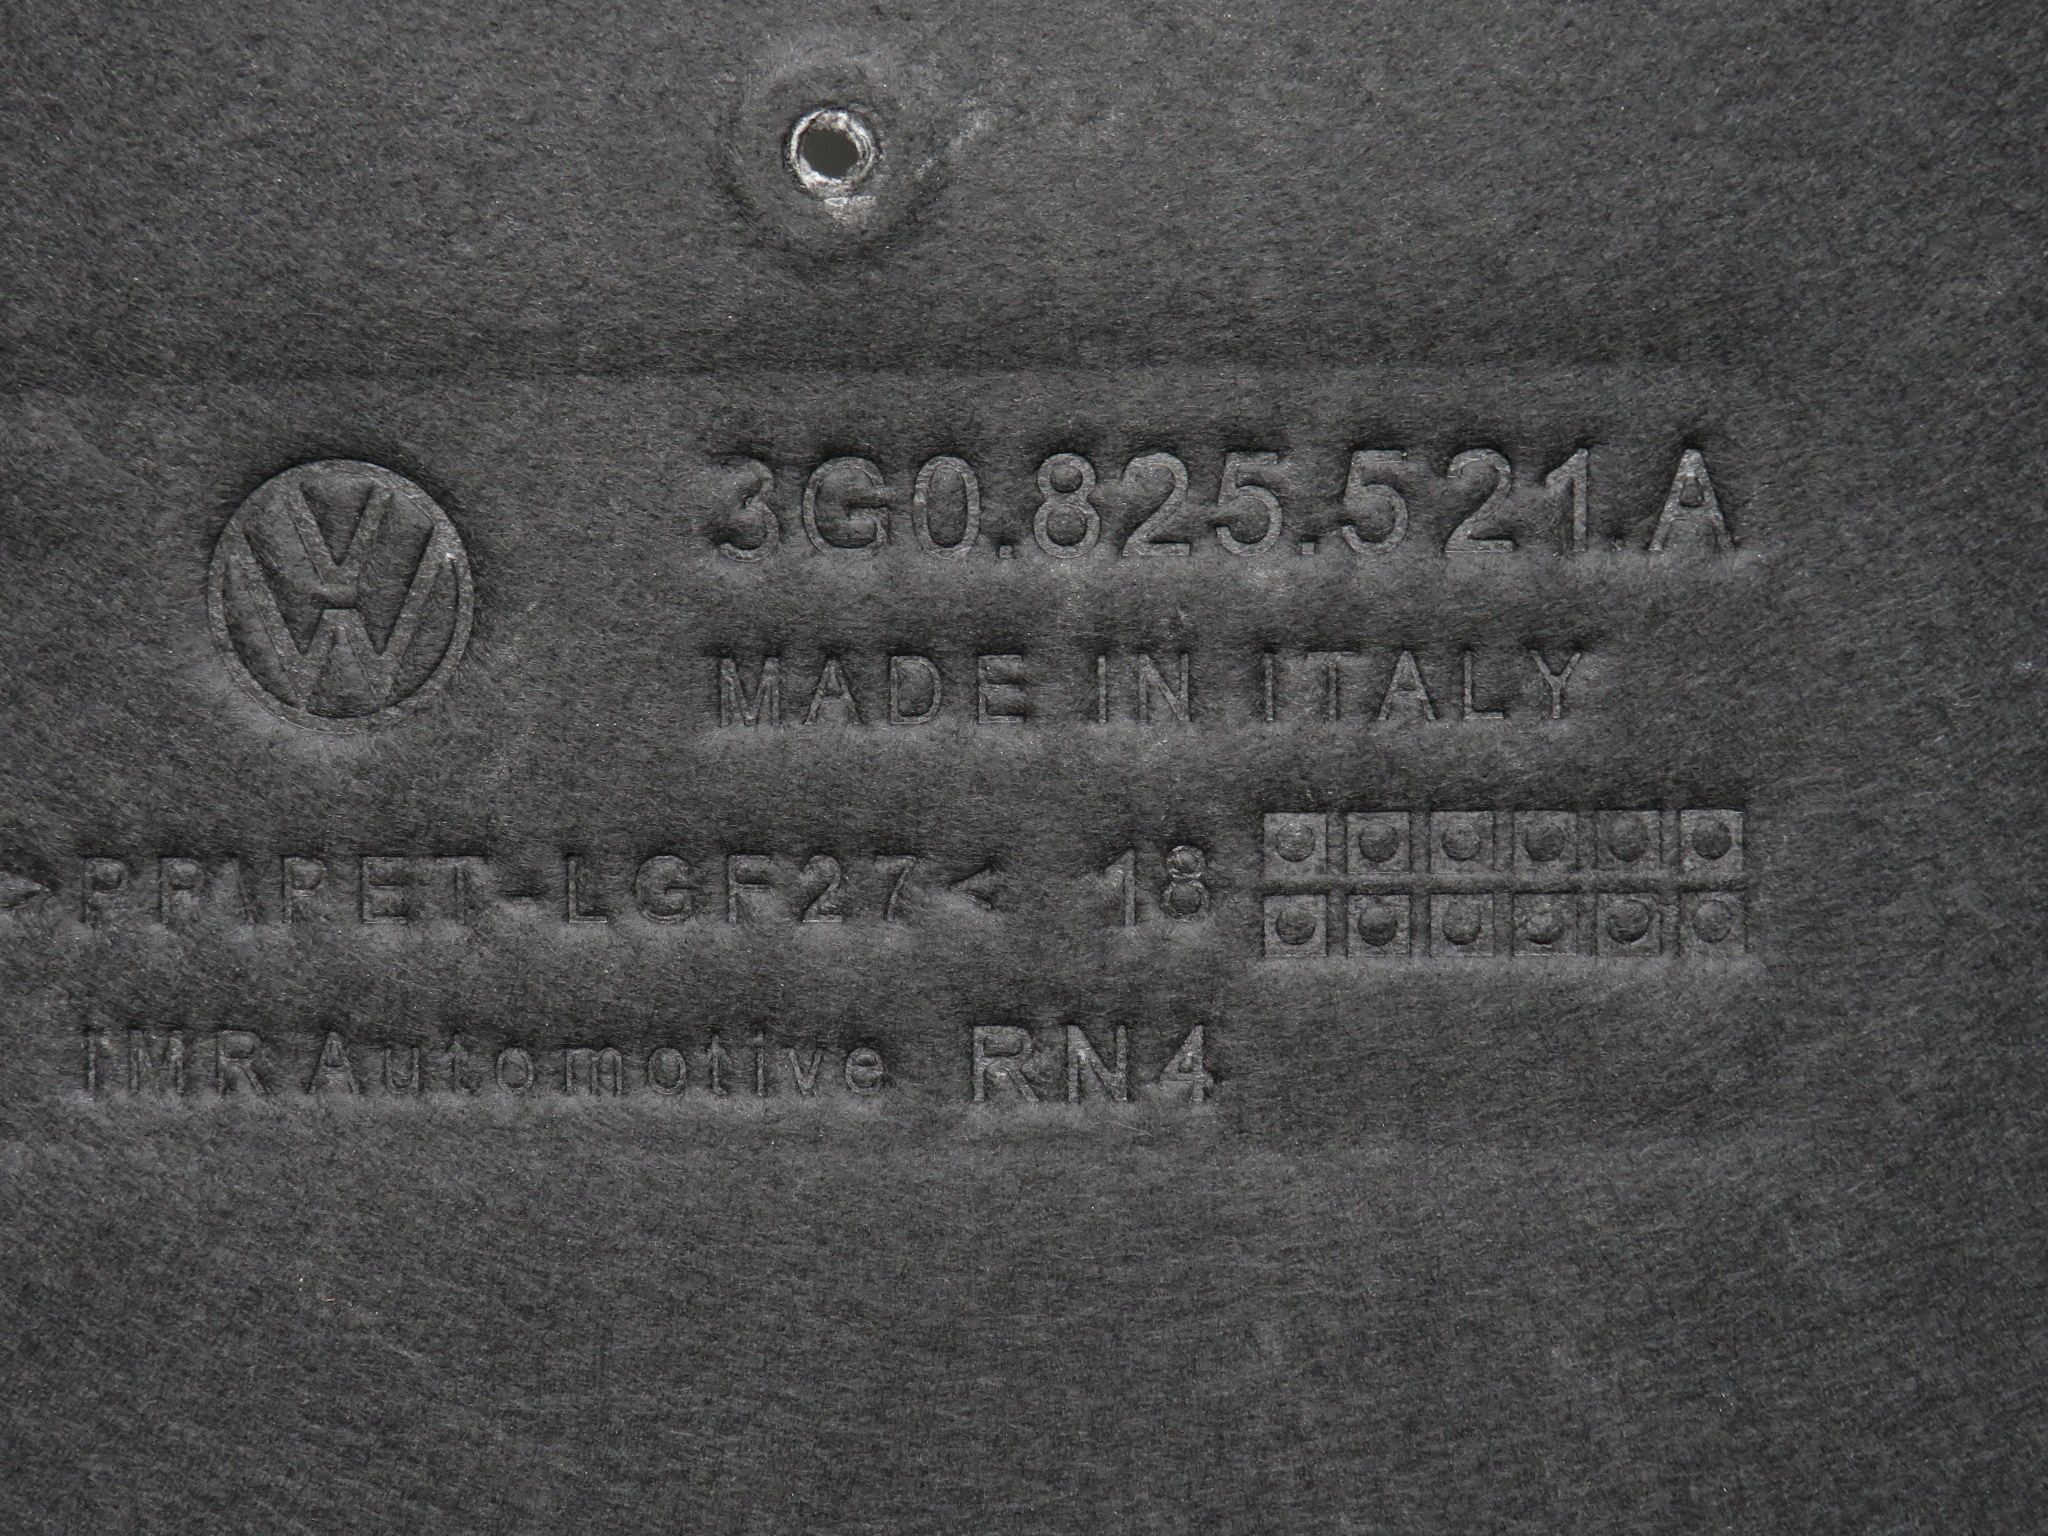 3G0.825.521.A
MADE IN ITALY
>PP\PET-LGF27< 18
IMR Automotive RN4